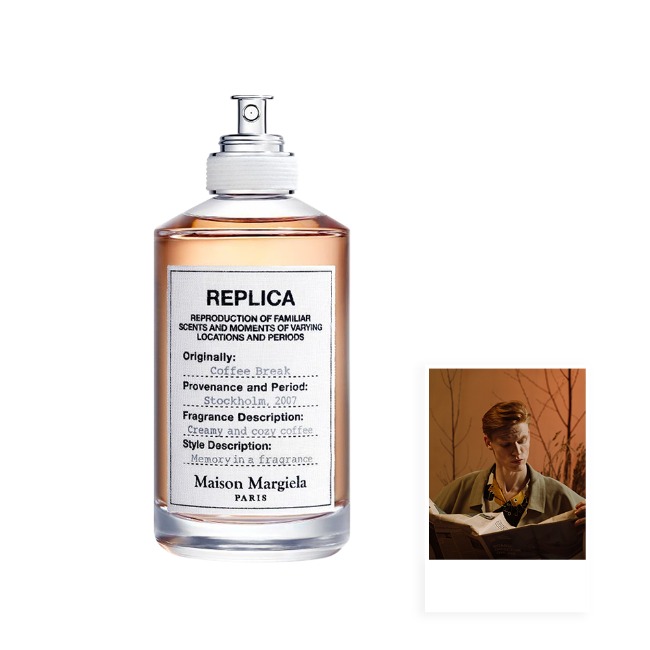 REPLICA
REPRODUCTION OF FAMILIAR
SCENTS AND MOMENTS OF VARYING
LOCATIONS AND PERIODS
Originally:
Coffee Break
Provenance and Period:
Stockholm, 2007
Fragrance Description:
Creamy and cozy coffee
Style Description:
Memory in a fragrance
Maison Margiela
PARIS